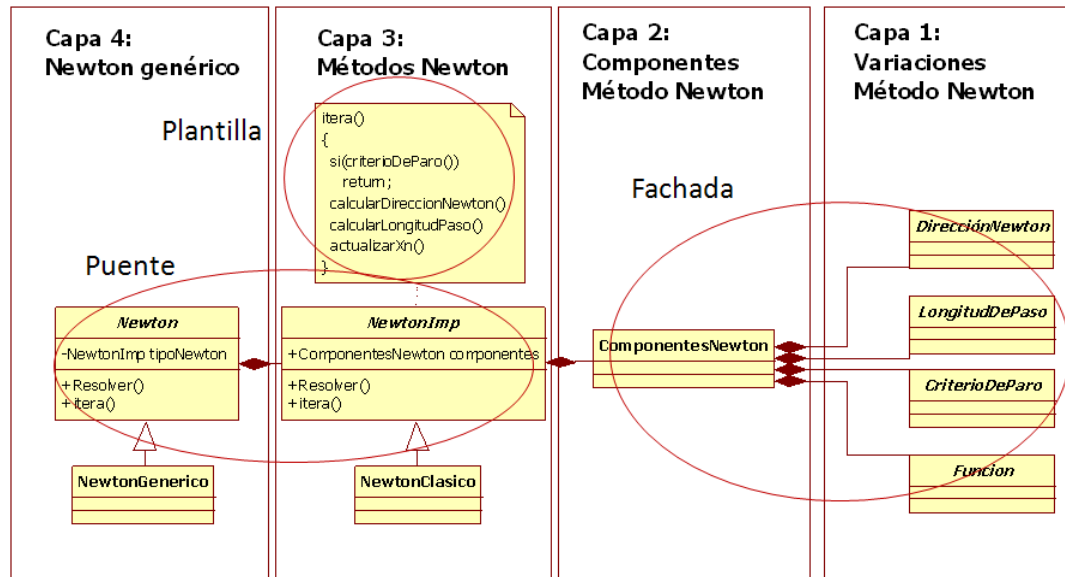 Capa 4:
Newton genérico
Capa 3:
Métodos Newton
Capa 2:
Componentes
Método Newton
Capa 1:
Variaciones
Método Newton
Plantilla
itera()
{
si(criterioDeParo())
return;
calcularDireccionNewton()
calcularLongitudPaso()
actualizarXn()
}
Fachada
Puente
Newton
-NewtonImp tipoNewton
+Resolver()
+itera()
NewtonGenerico
NewtonImp
+ComponentesNewton componentes
+Resolver()
+itera()
NewtonClasico
ComponentesNewton
DirecciónNewton
LongitudDePaso
CriterioDeParo
Funcion